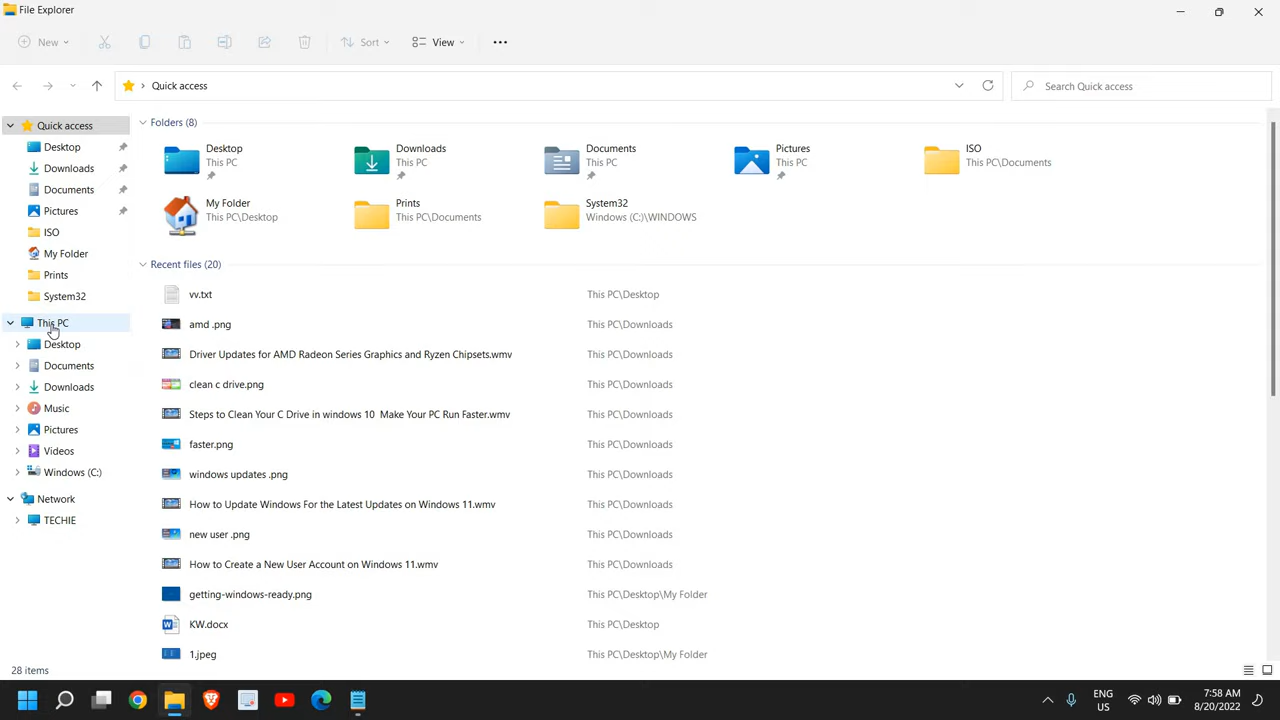 File Explorer
New
Sort
View
Quick access
Search Quick access
Quick access
Desktop
Downloads
Documents
Pictures
ISO
My Folder
Prints
System32
This PC
Desktop
Documents
Downloads
Music
Pictures
Videos
Windows (C:)
Network
TECHIE
Folders (8)
Desktop
This PC
Downloads
This PC
Documents
This PC
Pictures
This PC
ISO
This PC\Documents
My Folder
This PC\Desktop
Prints
This PC\Documents
System32
Windows (C:)\WINDOWS
Recent files (20)
vv.txt This PC\Desktop
amd .png This PC\Downloads
Driver Updates for AMD Radeon Series Graphics and Ryzen Chipsets.wmv This PC\Downloads
clean c drive.png This PC\Downloads
Steps to Clean Your C Drive in windows 10  Make Your PC Run Faster.wmv This PC\Downloads
faster.png This PC\Downloads
windows updates .png This PC\Downloads
How to Update Windows For the Latest Updates on Windows 11.wmv This PC\Downloads
new user .png This PC\Downloads
How to Create a New User Account on Windows 11.wmv This PC\Downloads
getting-windows-ready.png This PC\Desktop\My Folder
KW.docx This PC\Desktop
1.jpeg This PC\Desktop\My Folder
28 items
ENG
US
7:58 AM
8/20/2022